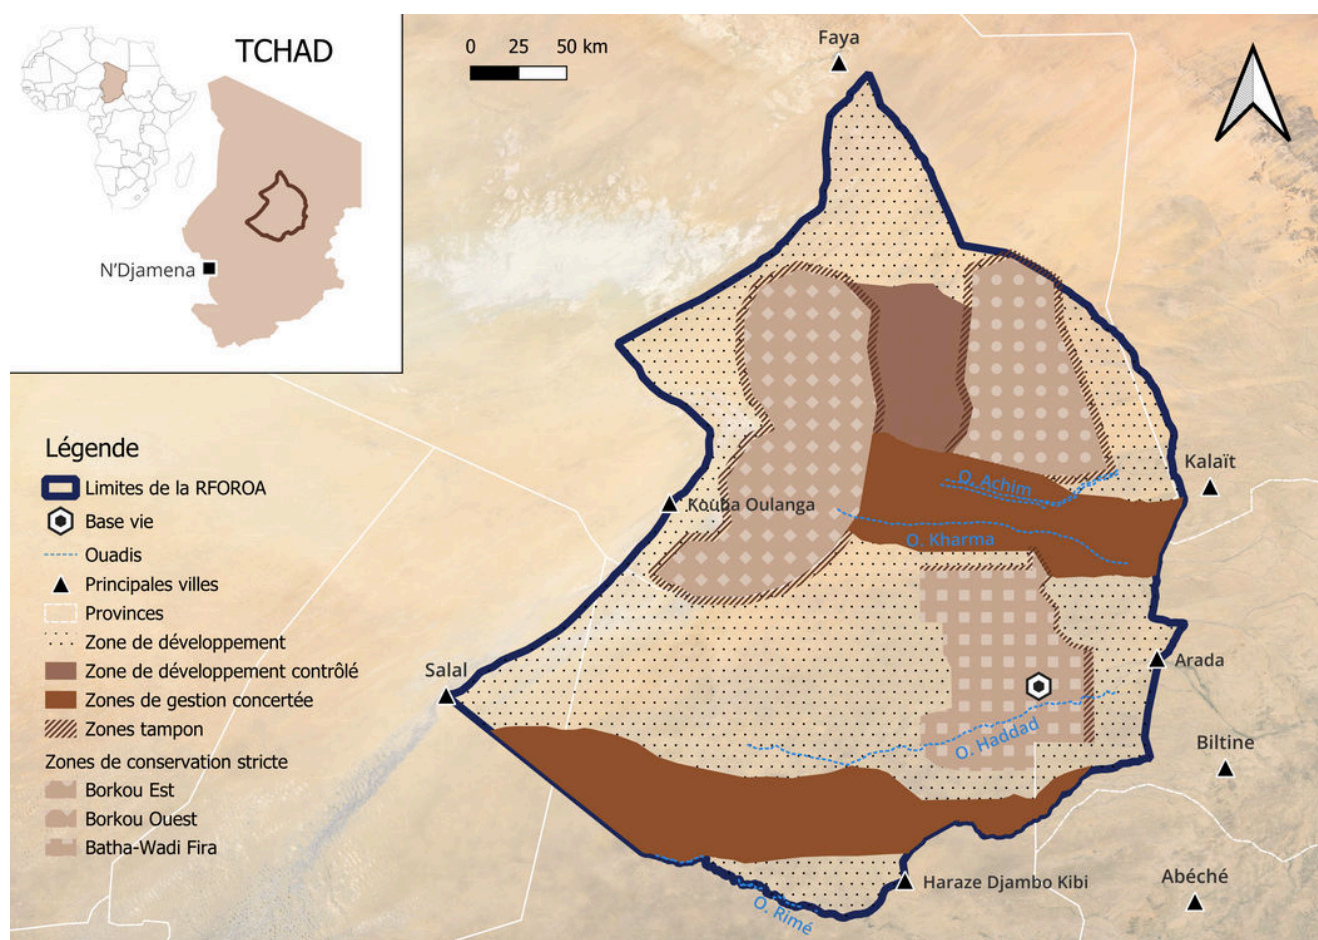 TCHAD
N'Djamena
0 25 50 km
Faya
Kalaït
O. Achim
Kouba Oulanga
O. Kharma
Salal
Arada
O. Haddad
Biltine
Haraze Djambo Kibi
Abéché
O. Rimé
Légende
Limites de la RFOROA
Base vie
Ouadis
Principales villes
Provinces
Zone de développement
Zone de développement contrôlé
Zones de gestion concertée
Zones tampon
Zones de conservation stricte
Borkou Est
Borkou Ouest
Batha-Wadi Fira